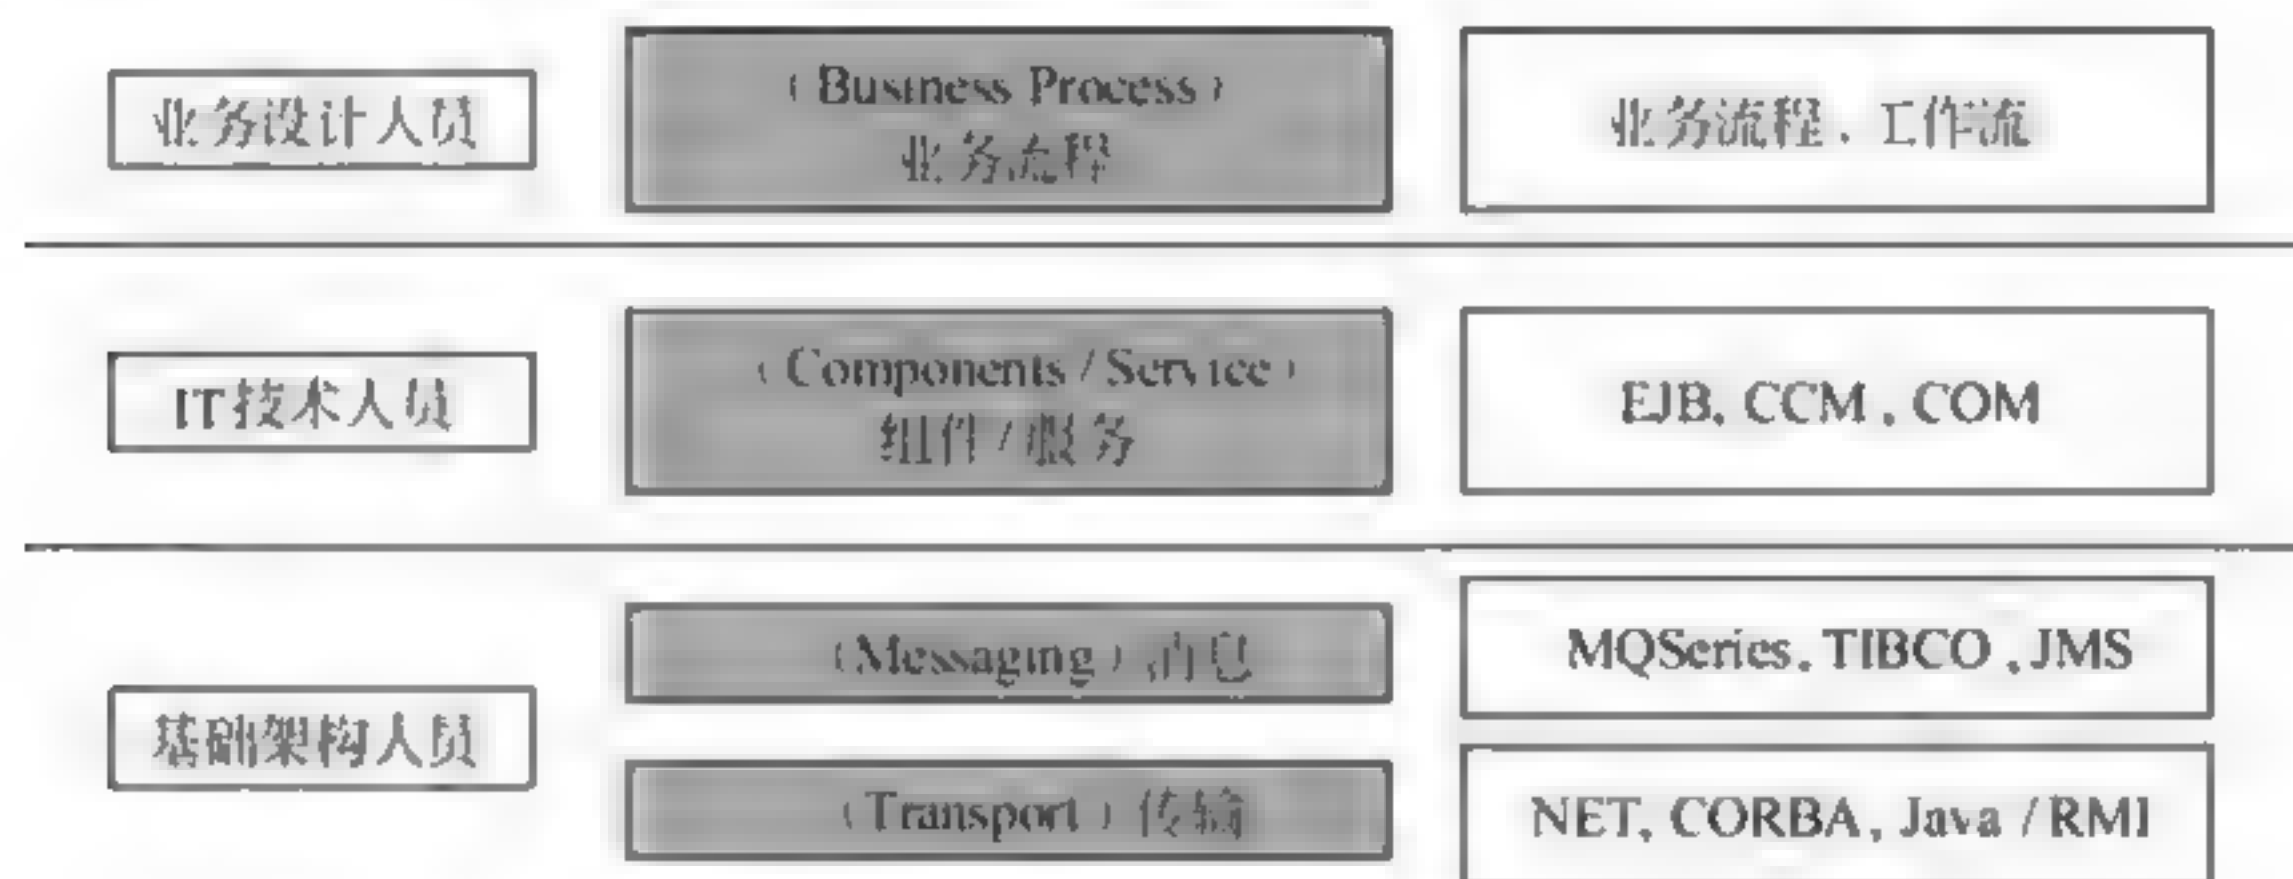 业务设计人员
(Business Process)
业务流程
业务流程, 工作流
IT技术人员
(Components / Service)
组件 / 服务
EJB, CCM, COM
基础架构人员
(Messaging) 消息
MQSeries, TIBCO, JMS
(Transport) 传输
NET, CORBA, Java / RMI